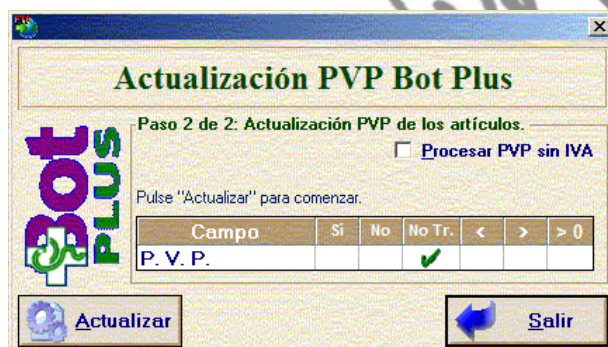 Actualización PVP Bot Plus
Paso 2 de 2: Actualización PVP de los artículos.
Procesar PVP sin IVA
Bot PLUS
Pulse "Actualizar" para comenzar.
Campo Sí No No Tr. < > > 0
P. V. P.
Actualizar
Salir